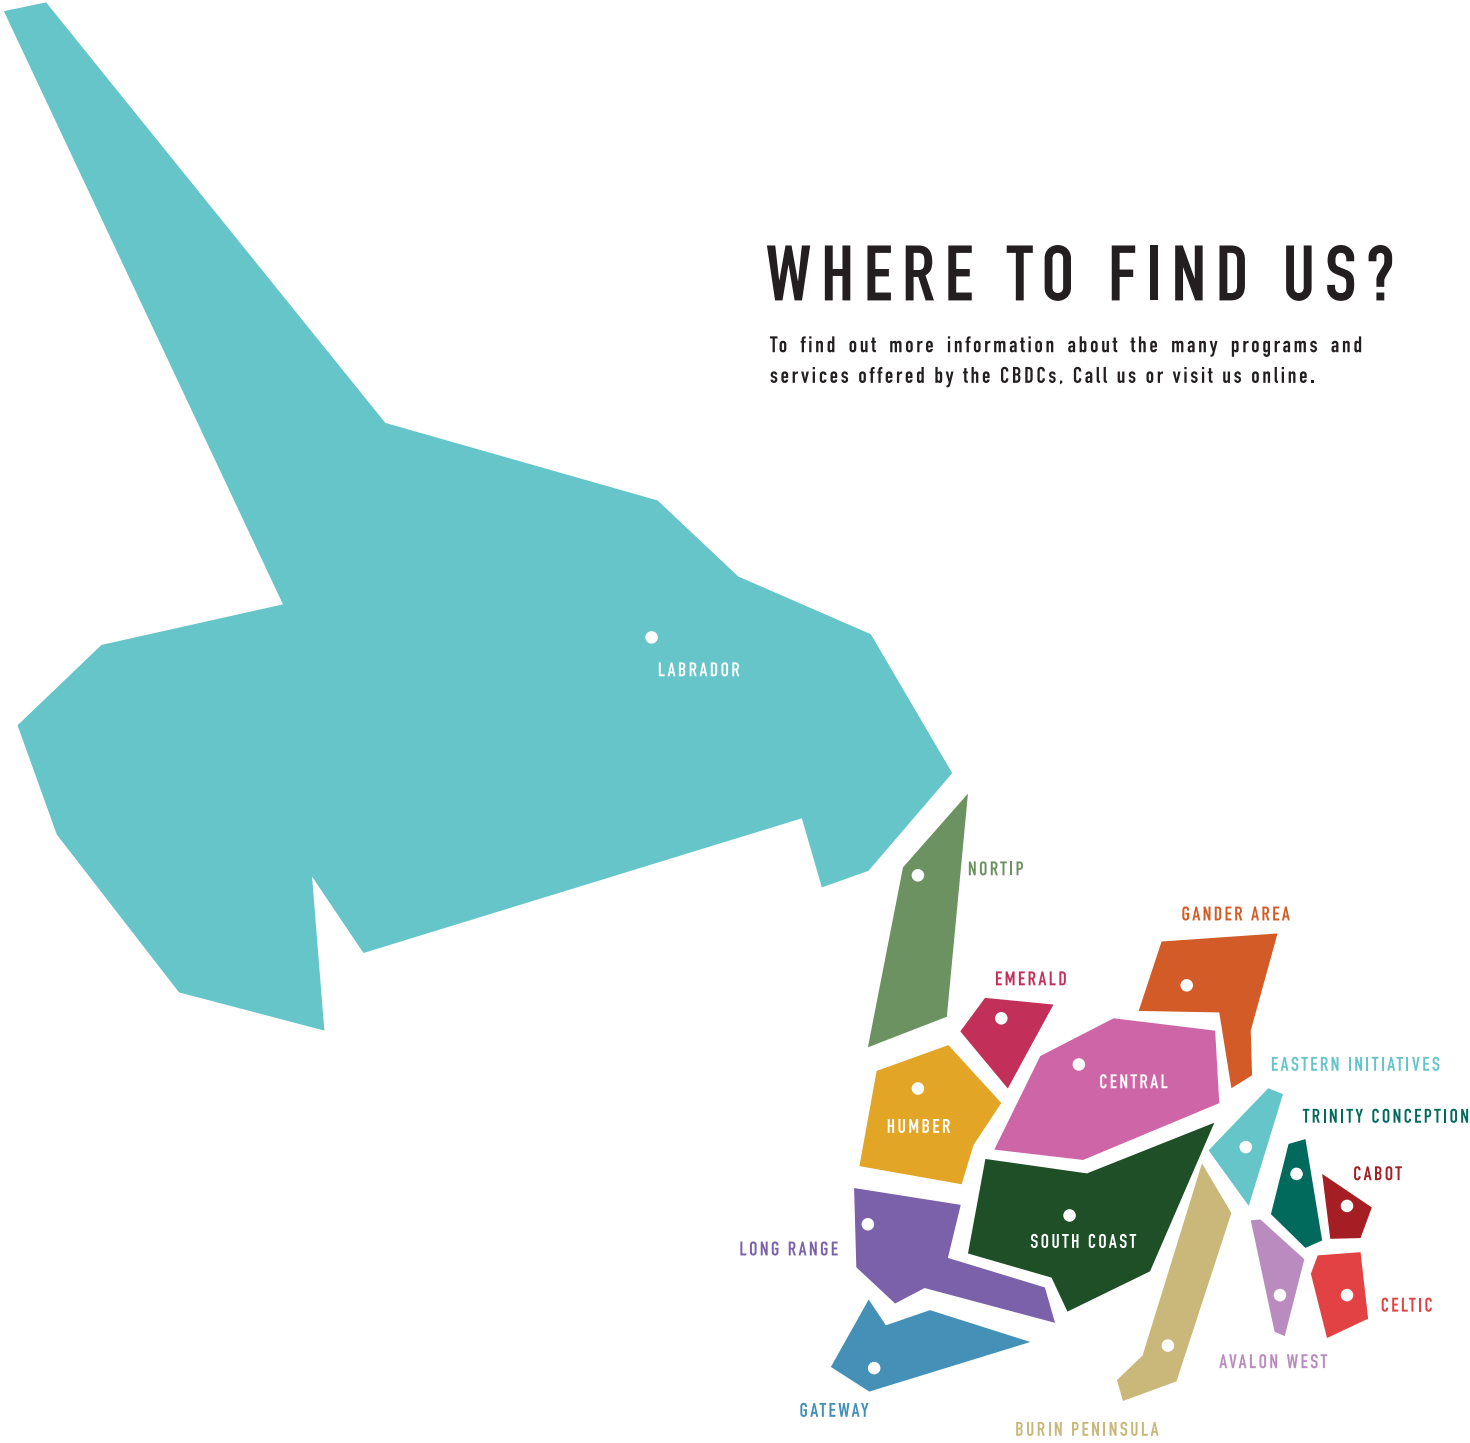 WHERE TO FIND US?
To find out more information about the many programs and
services offered by the CBDCs, Call us or visit us online.
LABRADOR
NORTIP
GANDER AREA
EMERALD
EASTERN INITIATIVES
CENTRAL
TRINITY CONCEPTION
HUMBER
CABOT
SOUTH COAST
LONG RANGE
CELTIC
AVALON WEST
GATEWAY
BURIN PENINSULA